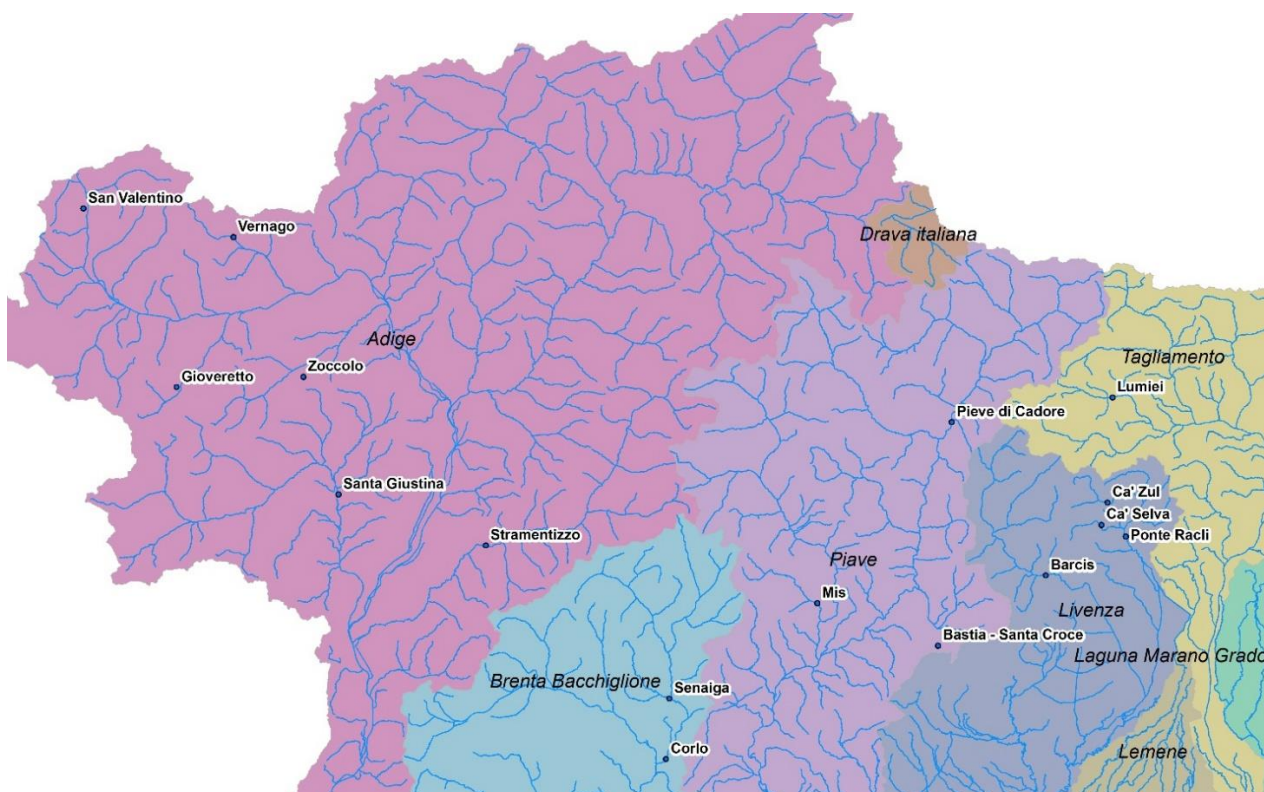 San Valentino
Vernago
Drava italiana
Adige
Tagliamento
Gioveretto
Zoccolo
Lumiei
Pieve di Cadore
Santa Giustina
Ca' Zul
Ca' Selva
Ponte Racli
Stramentizzo
Piave
Barcis
Mis
Livenza
Bastia - Santa Croce
Laguna Marano Grado
Brenta Bacchiglione
Senaiga
Corlo
Lemene